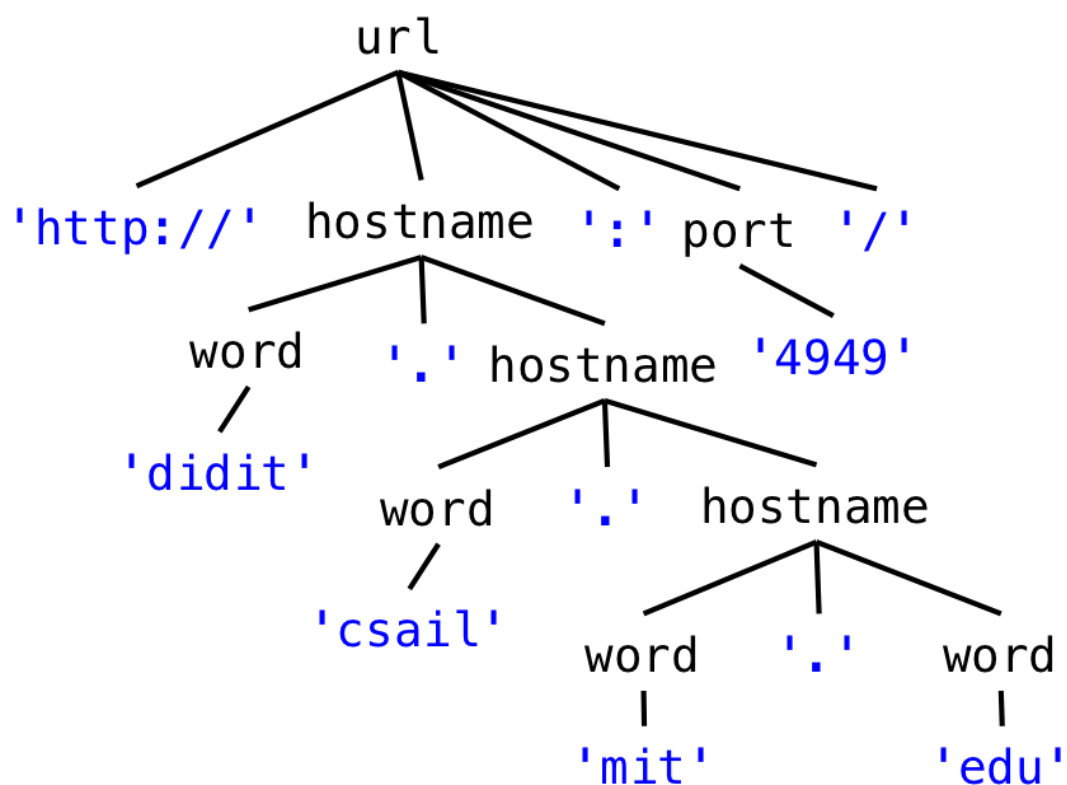 url
'http://' hostname ':' port '/'
word '.' hostname '4949'
'didit'
word '.' hostname
'csail'
word '.' word
'mit' 'edu'